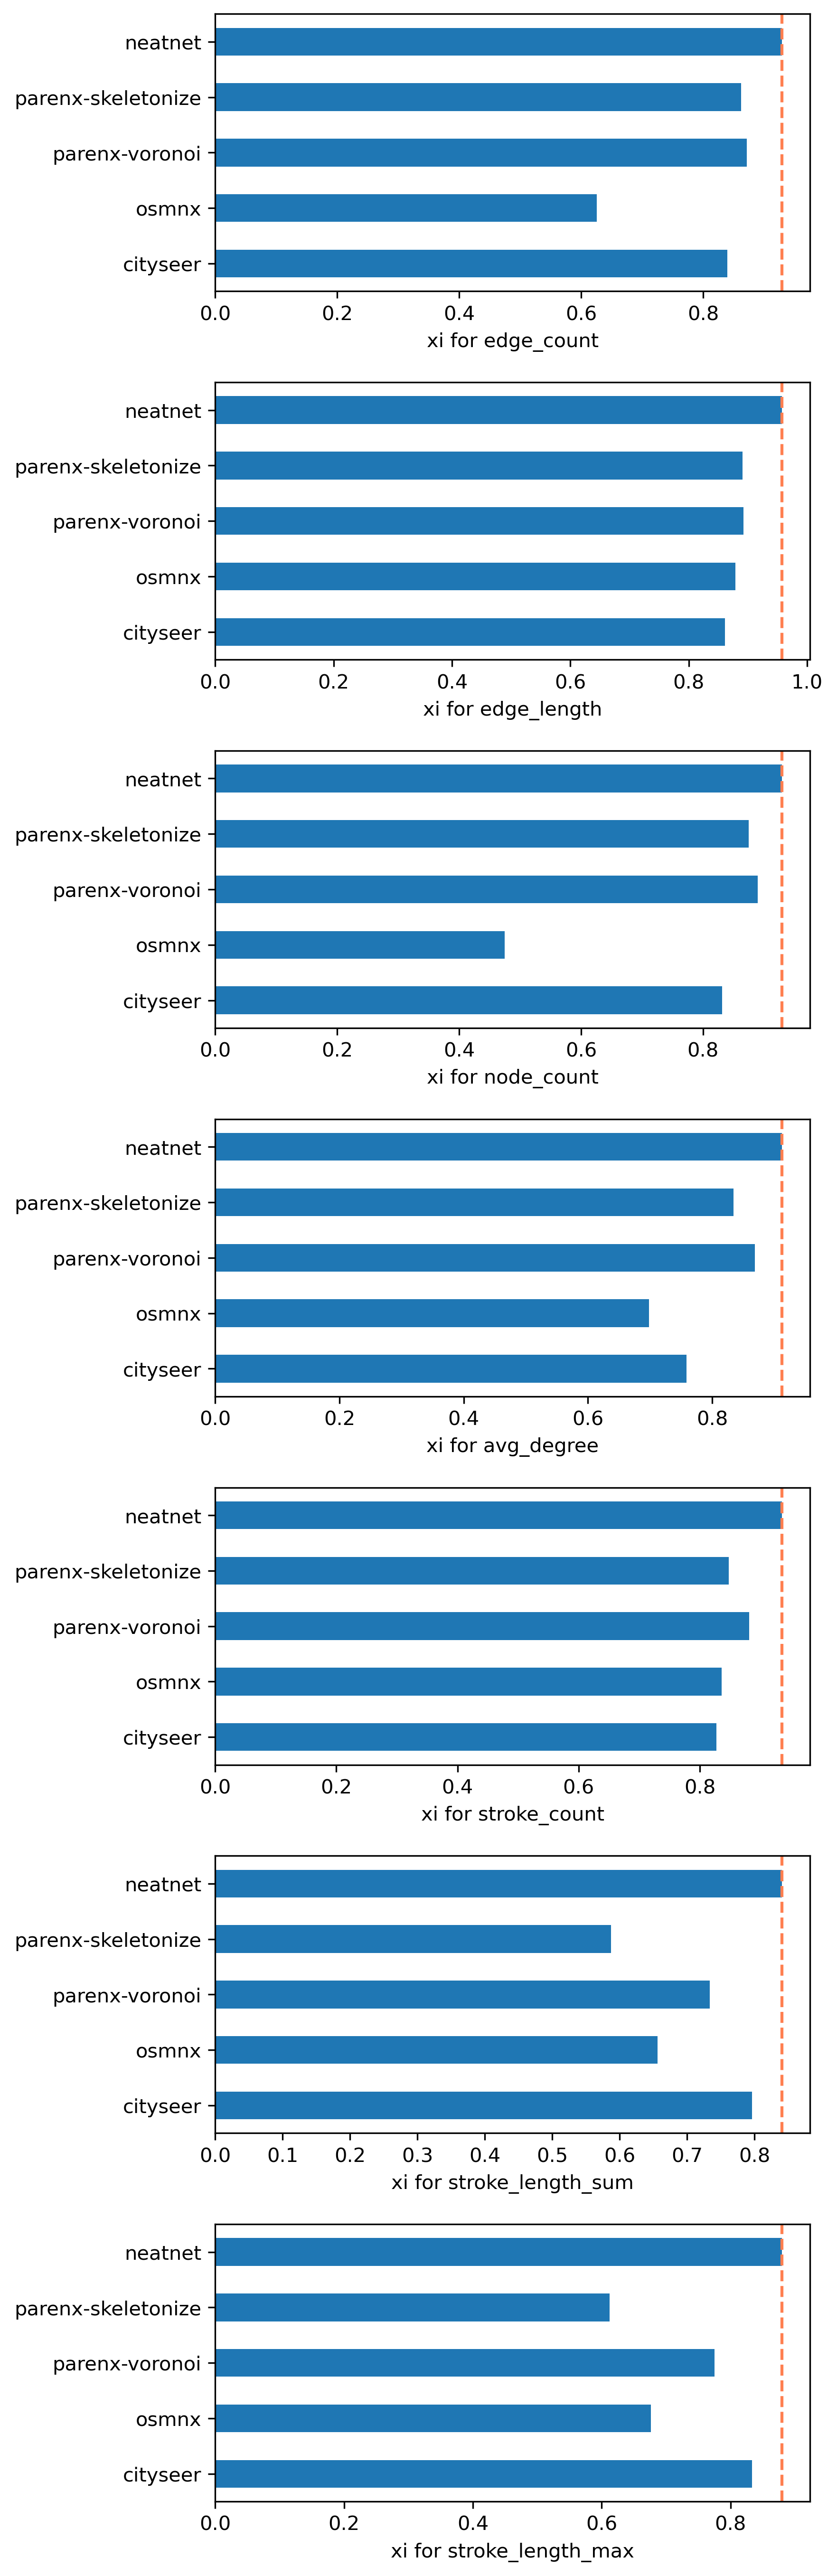 neatnet
parenx-skeletonize
parenx-voronoi
osmnx
cityseer
0.0 0.2 0.4 0.6 0.8
xi for edge_count
neatnet
parenx-skeletonize
parenx-voronoi
osmnx
cityseer
0.0 0.2 0.4 0.6 0.8 1.0
xi for edge_length
neatnet
parenx-skeletonize
parenx-voronoi
osmnx
cityseer
0.0 0.2 0.4 0.6 0.8
xi for node_count
neatnet
parenx-skeletonize
parenx-voronoi
osmnx
cityseer
0.0 0.2 0.4 0.6 0.8
xi for avg_degree
neatnet
parenx-skeletonize
parenx-voronoi
osmnx
cityseer
0.0 0.2 0.4 0.6 0.8
xi for stroke_count
neatnet
parenx-skeletonize
parenx-voronoi
osmnx
cityseer
0.0 0.1 0.2 0.3 0.4 0.5 0.6 0.7 0.8
xi for stroke_length_sum
neatnet
parenx-skeletonize
parenx-voronoi
osmnx
cityseer
0.0 0.2 0.4 0.6 0.8
xi for stroke_length_max